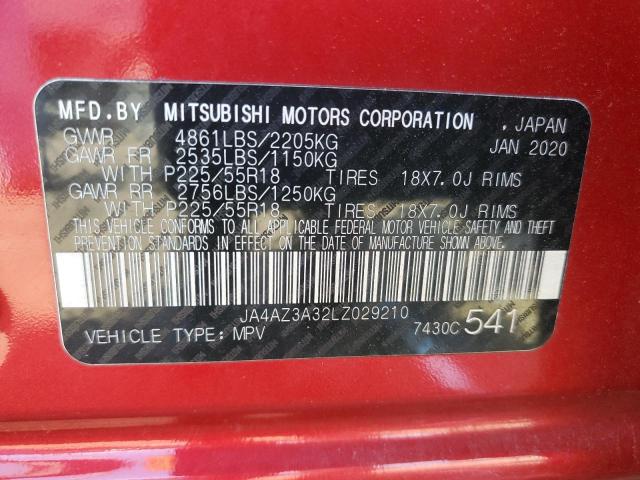 MFD.BY MITSUBISHI MOTORS CORPORATION . JAPAN
GVWR 4861LBS/2205KG JAN 2020
GAWR FR 2535LBS/1150KG
WITH P225/55R18 TIRES 18X7.0J RIMS
GAWR RR 2756LBS/1250KG
WITH P225/55R18 TIRES 18X7.0J RIMS
THIS VEHICLE CONFORMS TO ALL APPLICABLE FEDERAL MOTOR VEHICLE SAFETY AND THEFT
PREVENTION STANDARDS IN EFFECT ON THE DATE OF MANUFACTURE SHOWN ABOVE.
JA4AZ3A32LZ029210
VEHICLE TYPE: MPV 7430C 541